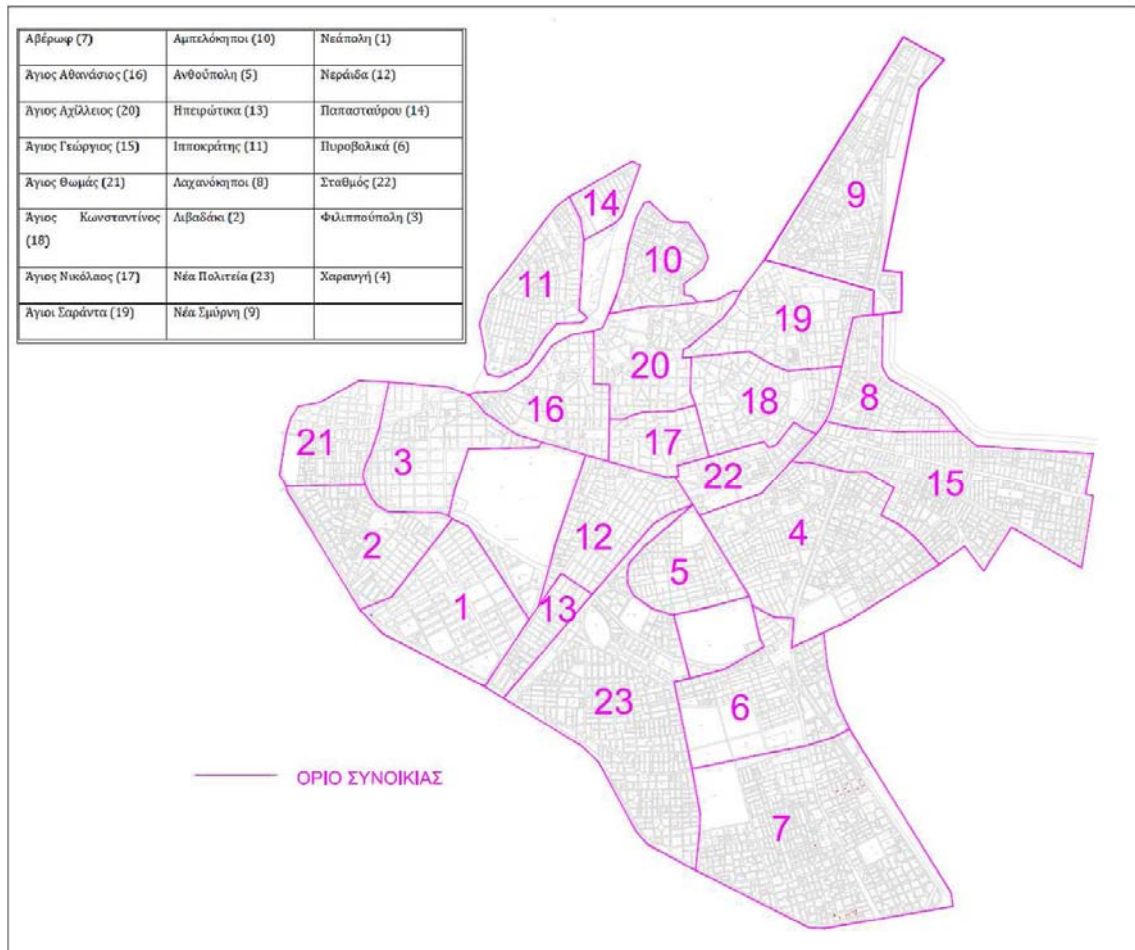 Αβέρωφ (7) Αμπελόκηποι (10) Νεάπολη (1)
Άγιος Αθανάσιος (16) Ανθούπολη (5) Νεράιδα (12)
Άγιος Αχίλλειος (20) Ηπειρώτικα (13) Παπασταύρου (14)
Άγιος Γεώργιος (15) Ιπποκράτης (11) Πυροβολικά (6)
Άγιος Θωμάς (21) Λαχανόκηποι (8) Σταθμός (22)
Άγιος Κωνσταντίνος (18) Λιβαδάκι (2) Φιλιππούπολη (3)
Άγιος Νικόλαος (17) Νέα Πολιτεία (23) Χαραυγή (4)
Άγιοι Σαράντα (19) Νέα Σμύρνη (9)
9
14
10
11
19
20
18
8
16
21
3
17
22
15
12
4
2
5
1
13
23
6
7
ΟΡΙΟ ΣΥΝΟΙΚΙΑΣ